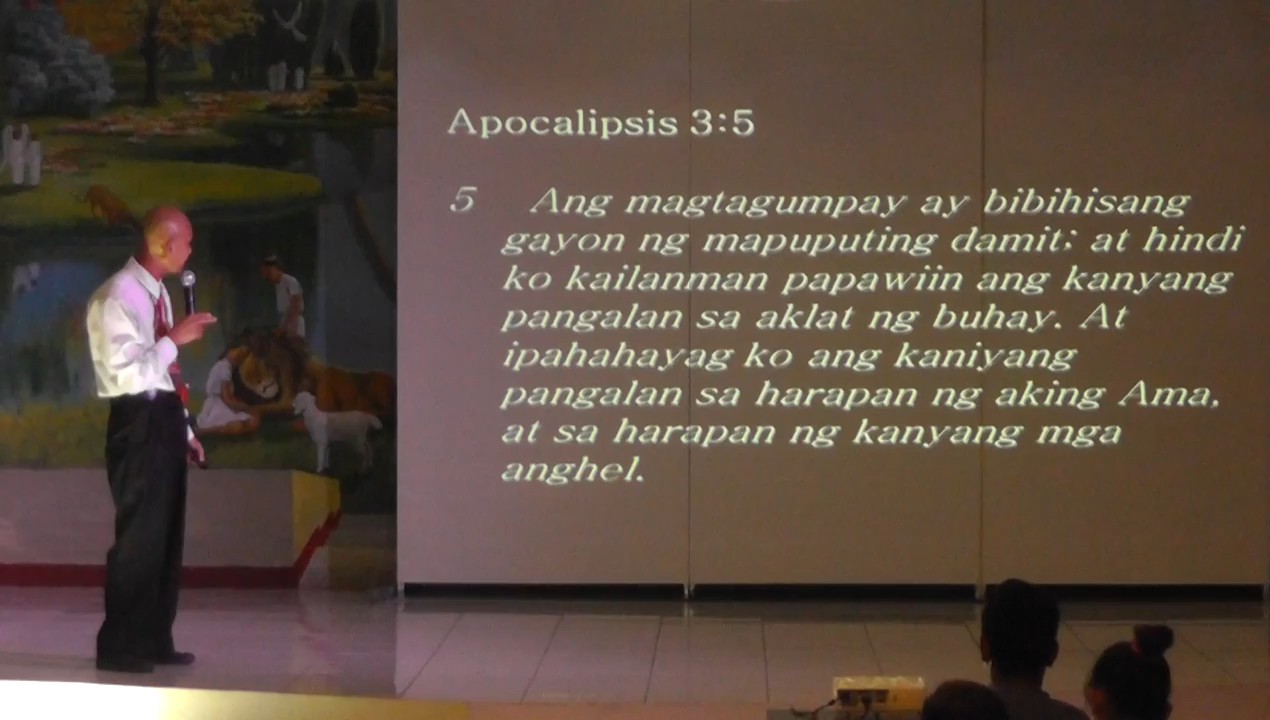 Apocalipsis 3:5
5 Ang magtagumpay ay bibihisang
gayon ng mapuputing damit; at hindi
ko kailanman papawiin ang kanyang
pangalan sa aklat ng buhay. At
ipahahayag ko ang kaniyang
pangalan sa harapan ng aking Ama,
at sa harapan ng kanyang mga
anghel.